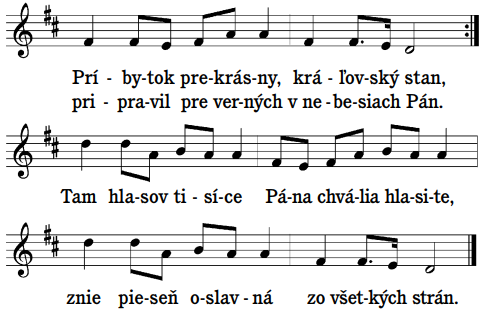 Prí - by-tok pre-krás-ny, krá - ľov-ský stan,
pri - pra-vil pre ver-ných v ne-be-siach Pán.
Tam hla-sov ti - sí-ce Pá-na chvá-lia hla-si-te,
znie pie-seň o-slav-ná zo všet-kých strán.